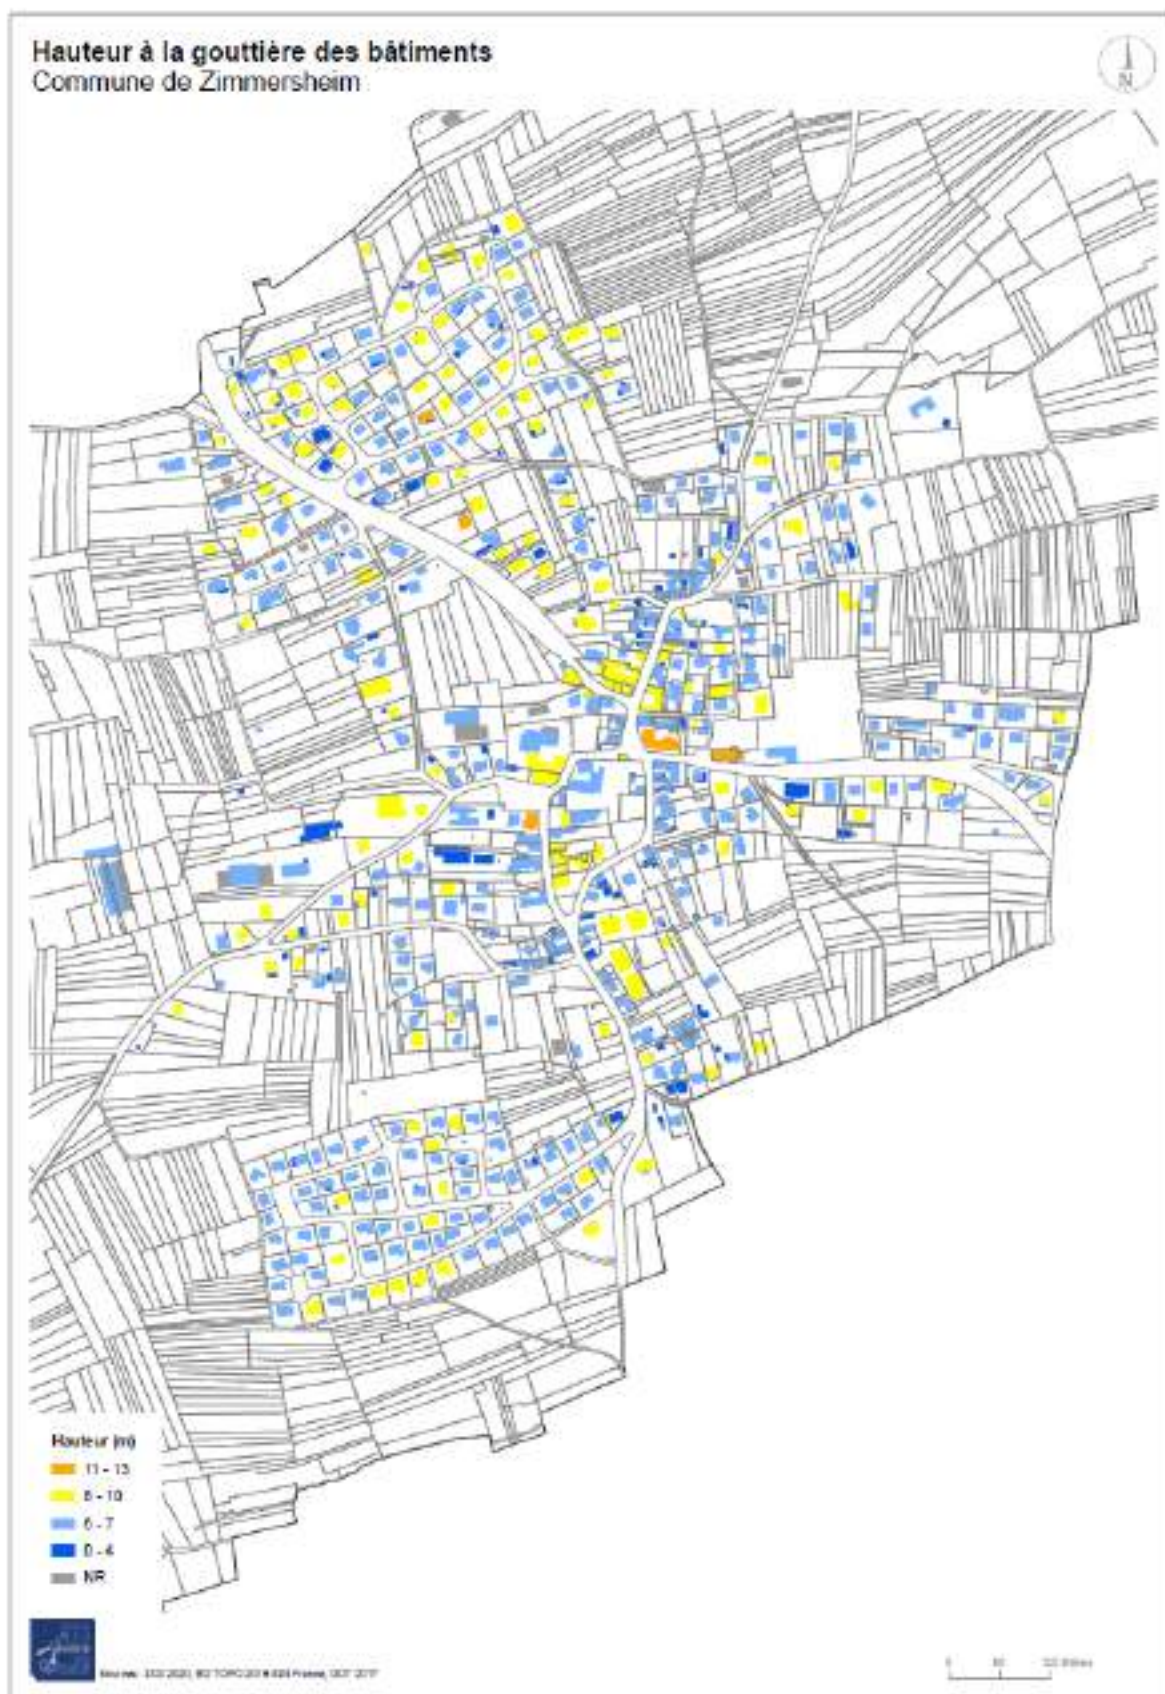 Hauteur à la gouttière des bâtiments
Commune de Zimmersheim
N
Hauteur (m)
11 - 13
8 - 10
5 - 7
0 - 4
NR